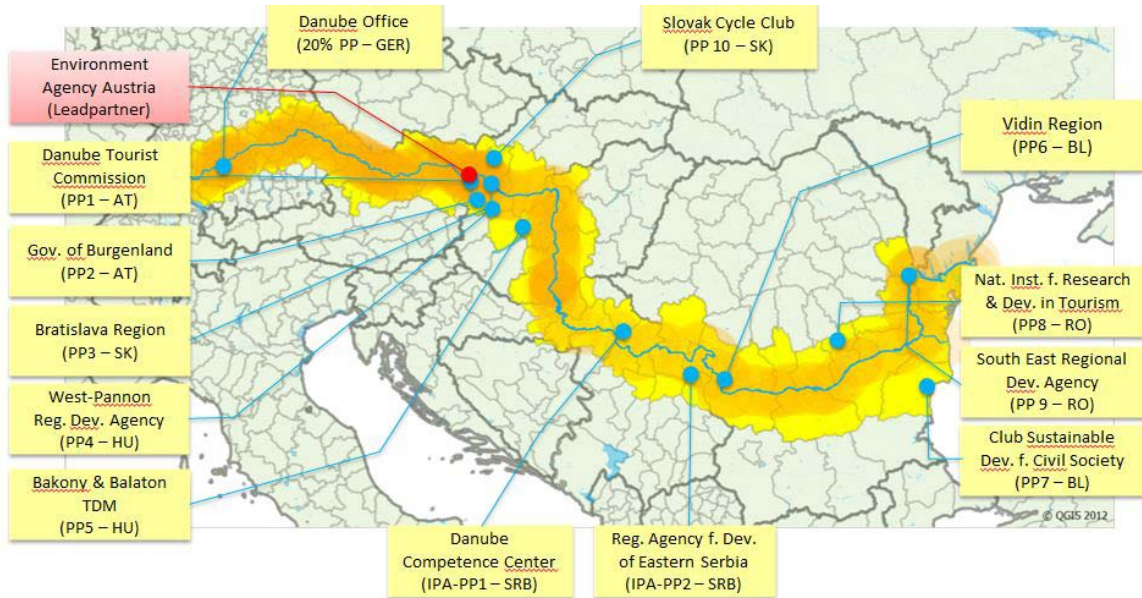 Danube Office
(20% PP – GER)
Slovak Cycle Club
(PP 10 – SK)
Environment
Agency Austria
(Leadpartner)
Vidin Region
(PP6 – BL)
Danube Tourist
Commission
(PP1 – AT)
Gov. of Burgenland
(PP2 – AT)
Nat. Inst. f. Research
& Dev. in Tourism
(PP8 – RO)
Bratislava Region
(PP3 – SK)
South East Regional
Dev. Agency
(PP 9 – RO)
West-Pannon
Reg. Dev. Agency
(PP4 – HU)
Club Sustainable
Dev. f. Civil Society
(PP7 – BL)
Bakony & Balaton
TDM
(PP5 – HU)
© QGIS 2012
Danube
Competence Center
(IPA-PP1 – SRB)
Reg. Agency f. Dev.
of Eastern Serbia
(IPA-PP2 – SRB)